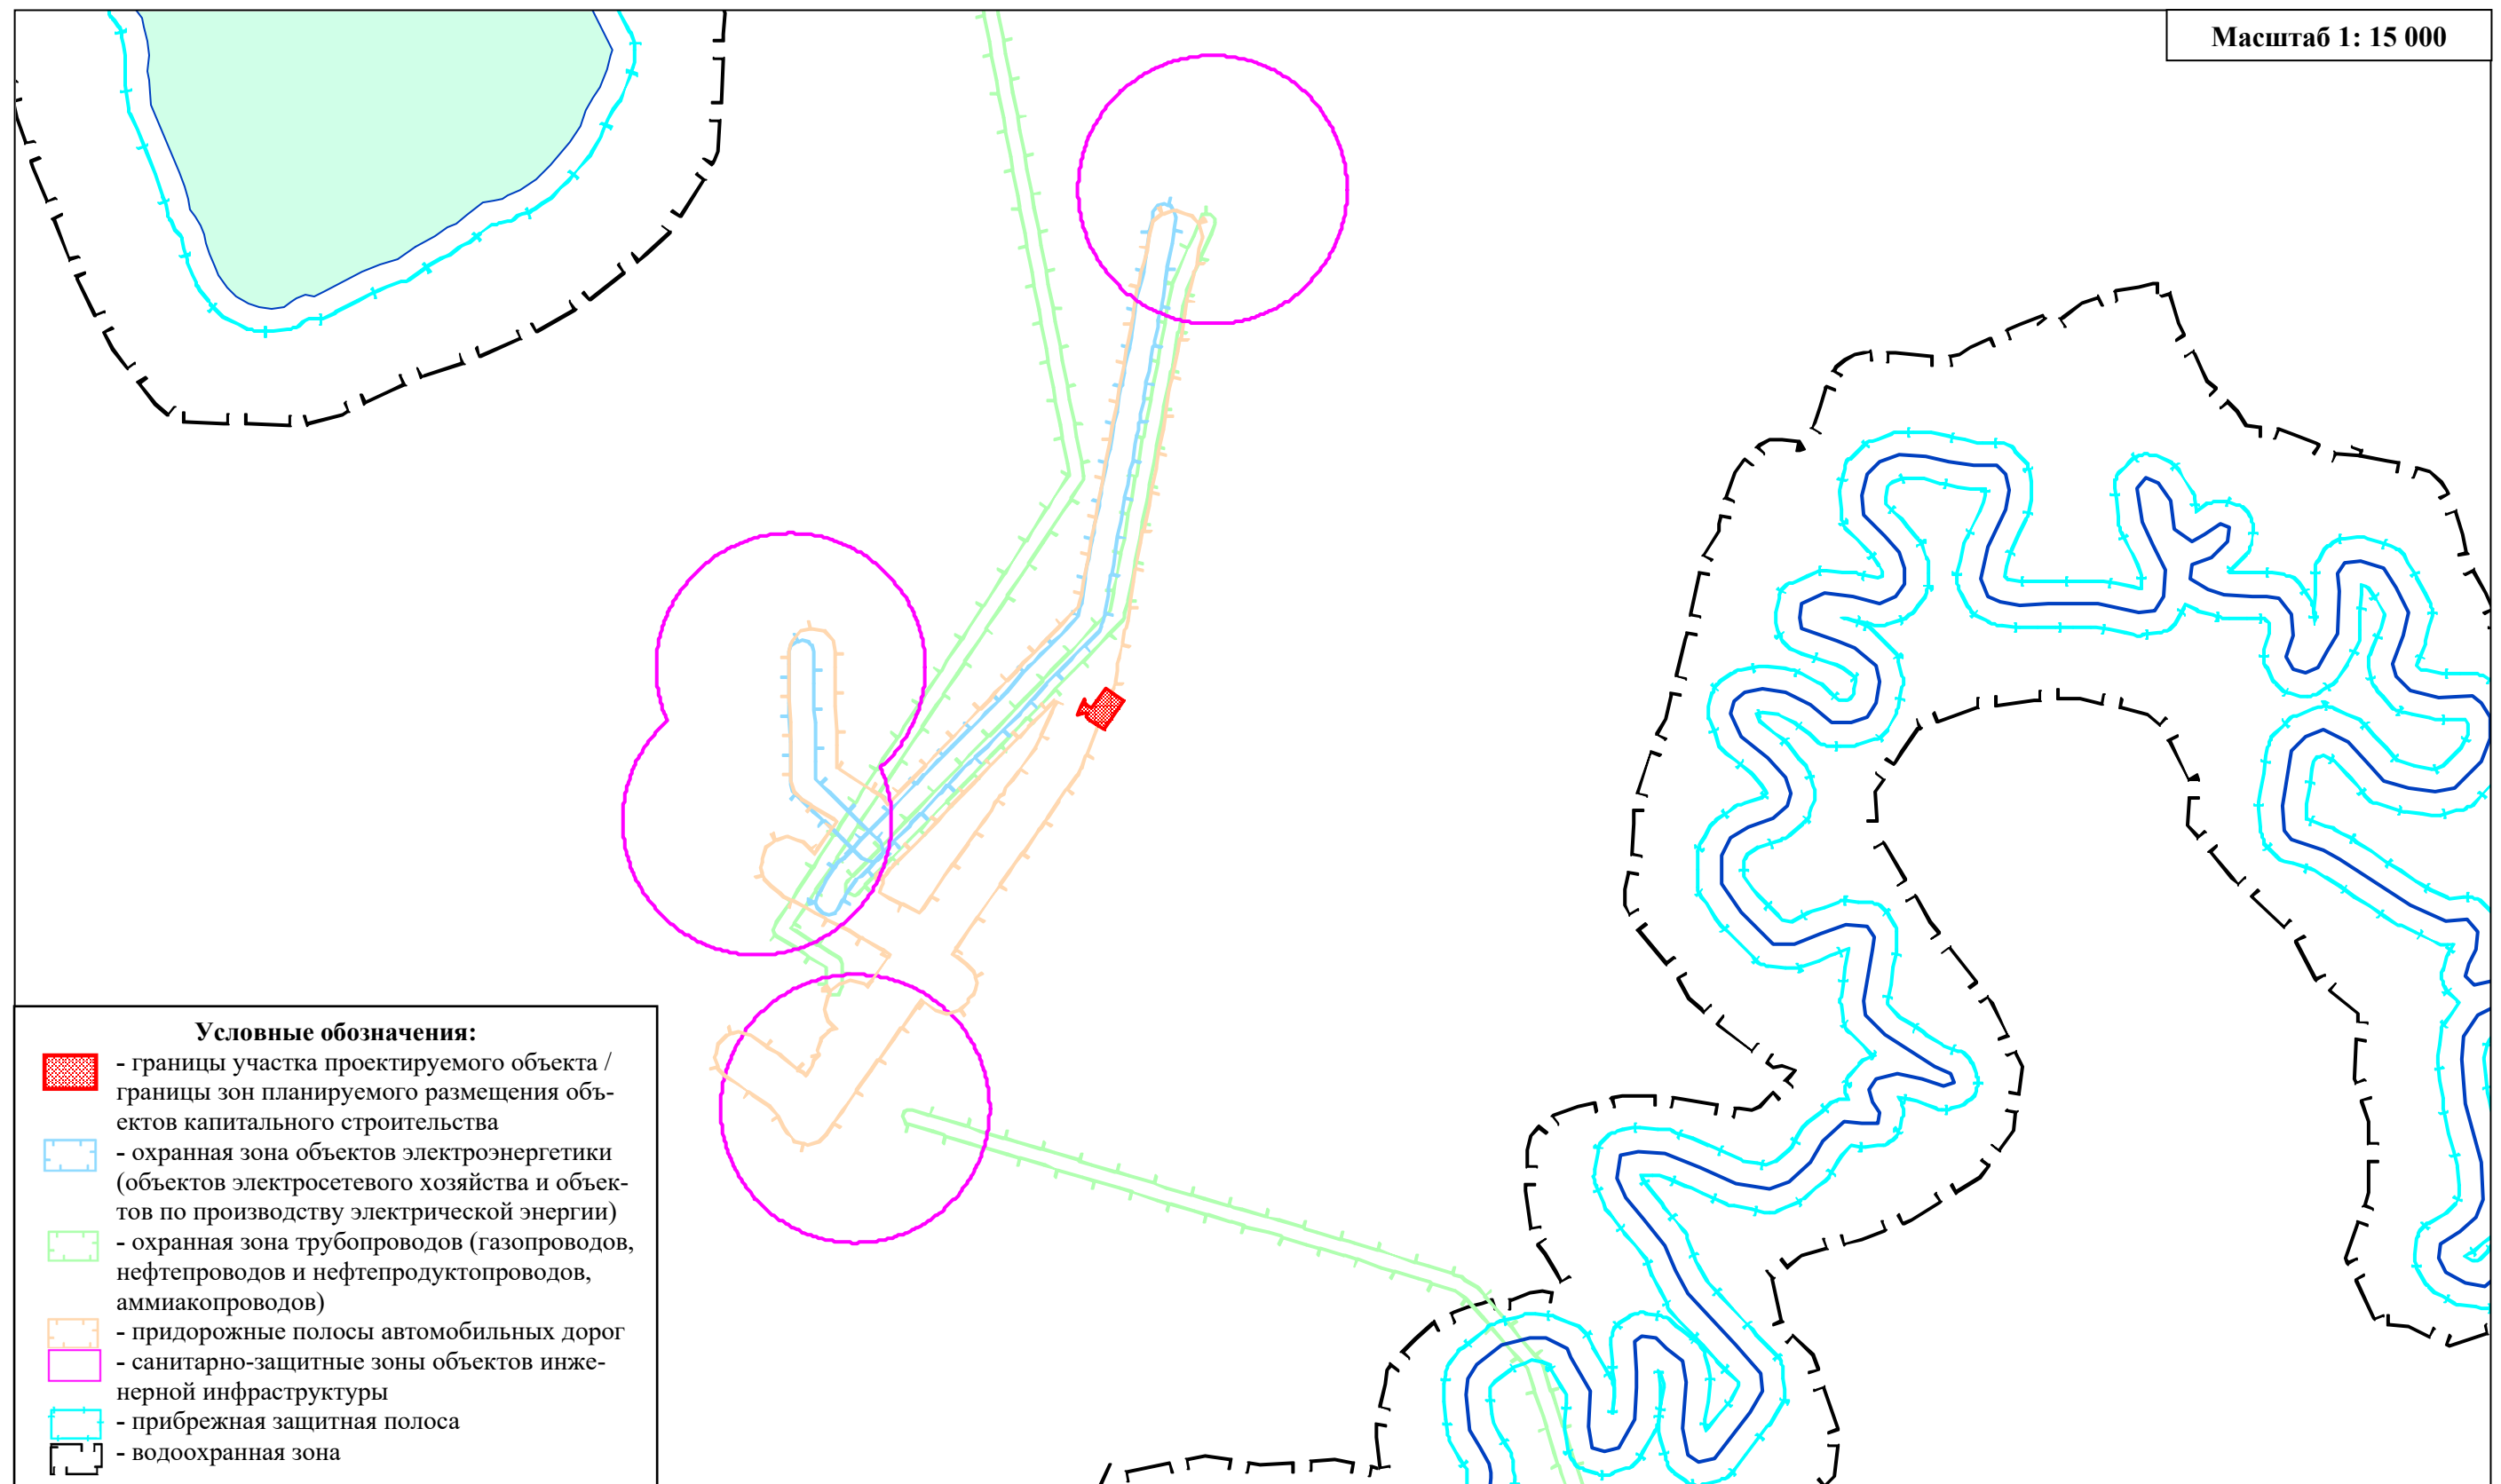 Масштаб 1: 15 000
Условные обозначения:
- границы участка проектируемого объекта /
границы зон планируемого размещения объ-
ектов капитального строительства
- охранная зона объектов электроэнергетики
(объектов электросетевого хозяйства и объек-
тов по производству электрической энергии)
- охранная зона трубопроводов (газопроводов,
нефтепроводов и нефтепродуктопроводов,
аммиакопроводов)
- придорожные полосы автомобильных дорог
- санитарно-защитные зоны объектов инже-
нерной инфраструктуры
- прибрежная защитная полоса
- водоохранная зона